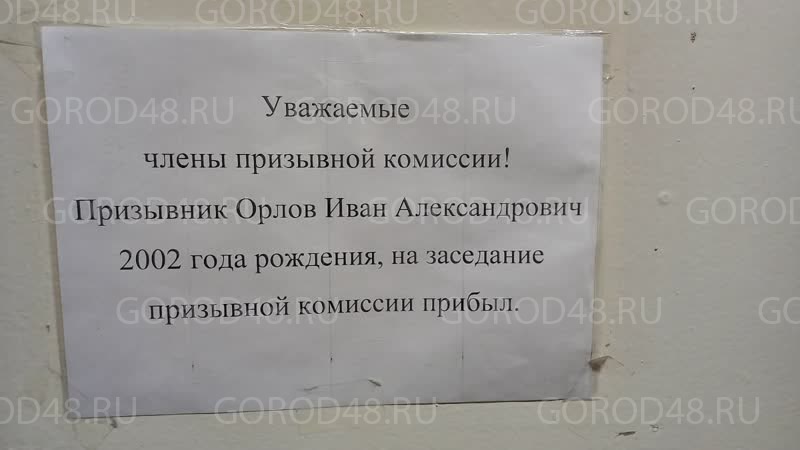 Уважаемые
члены призывной комиссии!
Призывник Орлов Иван Александрович
2002 года рождения, на заседание
призывной комиссии прибыл.
GOROD48.RU